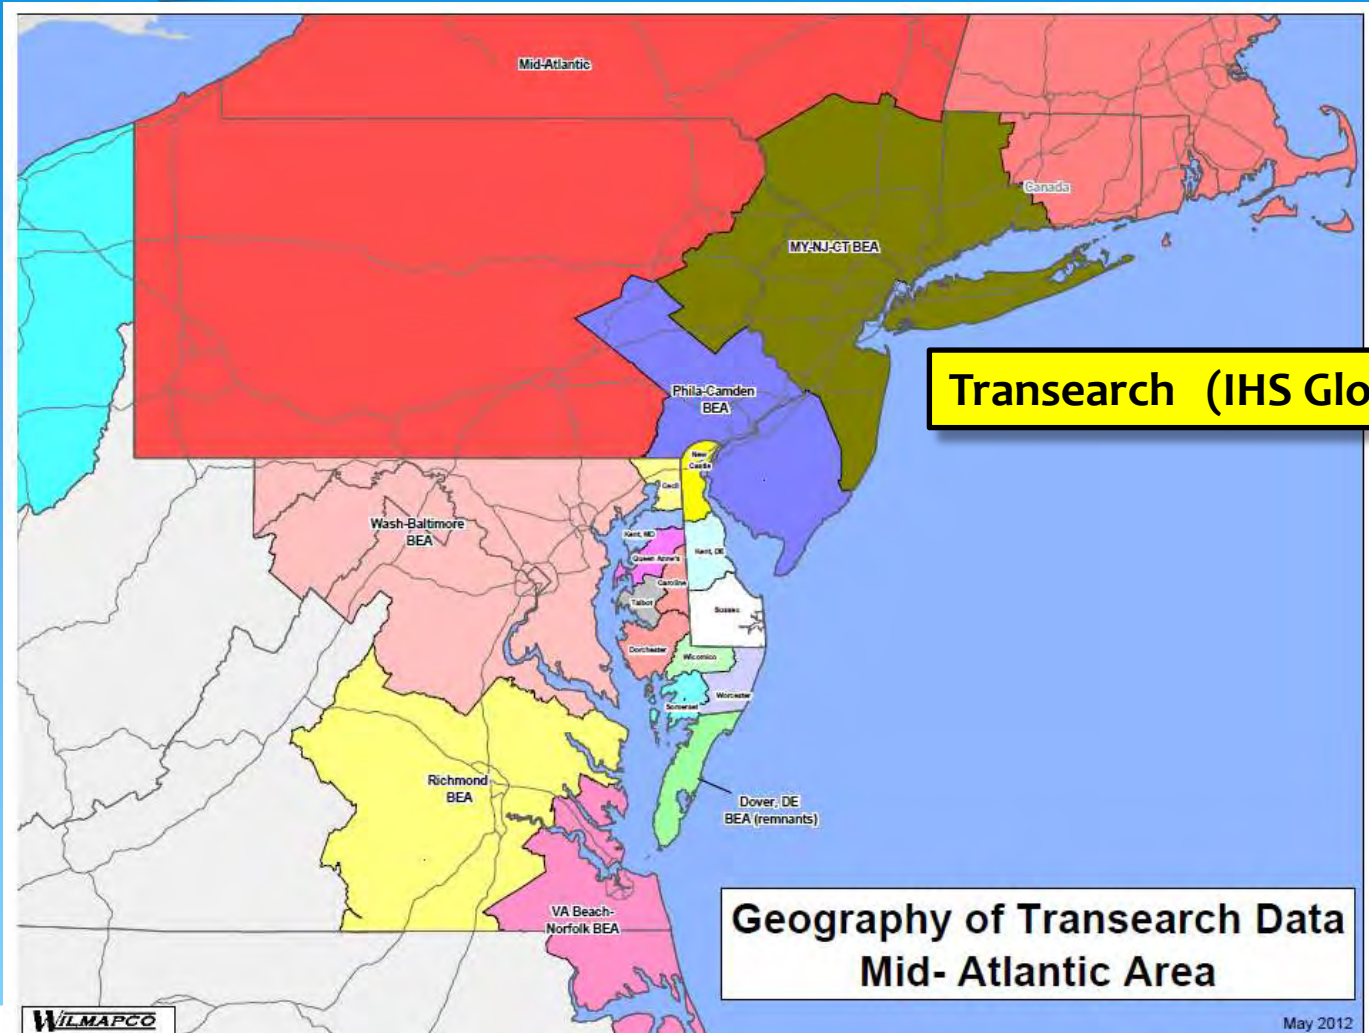 Mid-Atlantic
Canada
MY-NJ-CT BEA
Transearch (IHS Glo
Phila-Camden
BEA
New
Castle
Cecil
Wash-Baltimore
BEA
Kent, MD
Kent, DE
Queen Anne's
Caroline
Talbot
Sussex
Dorchester
Wicomico
Worcester
Somerset
Richmond
BEA
Dover, DE
BEA (remnants)
VA Beach-
Norfolk BEA
Geography of Transearch Data
Mid- Atlantic Area
WILMAPCO
May 2012